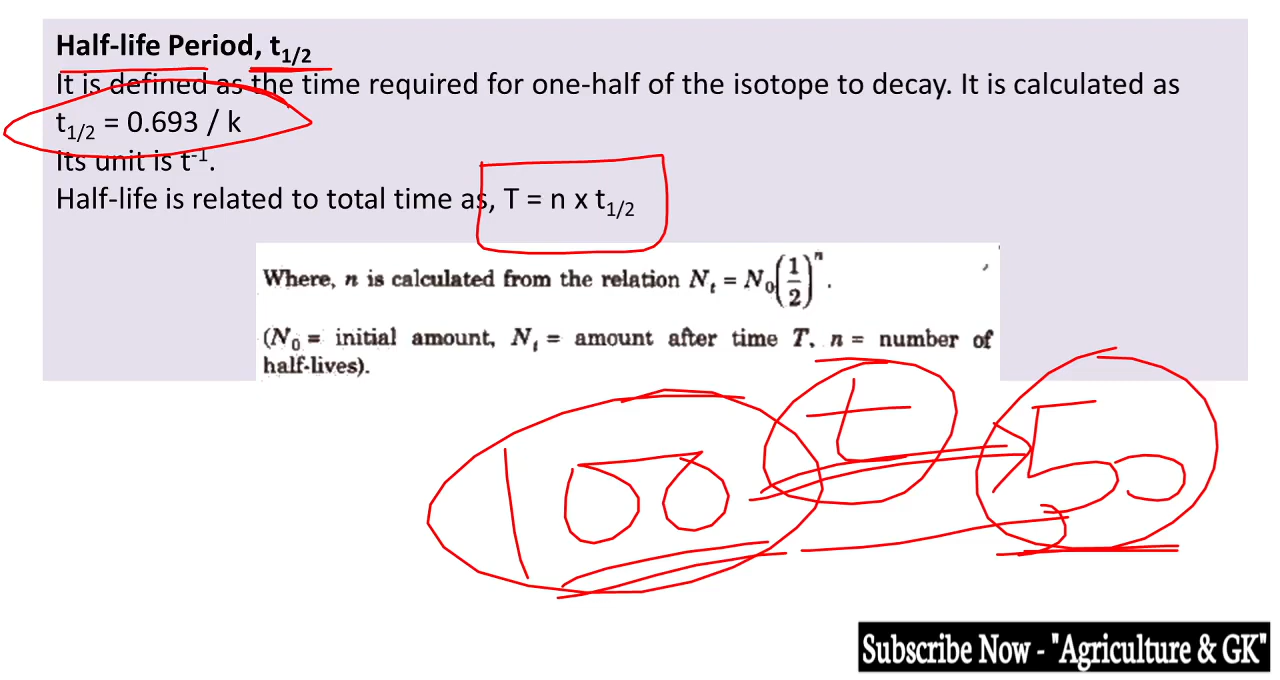 Half-life Period, t1/2
It is defined as the time required for one-half of the isotope to decay. It is calculated as
t1/2 = 0.693 / k
Its unit is t-1.
Half-life is related to total time as, T = n x t1/2
Where, n is calculated from the relation Nt = N0(1/2)^n.
(N0 = initial amount, Nt = amount after time T, n = number of
half-lives).
t
100 50
Subscribe Now - "Agriculture & GK"